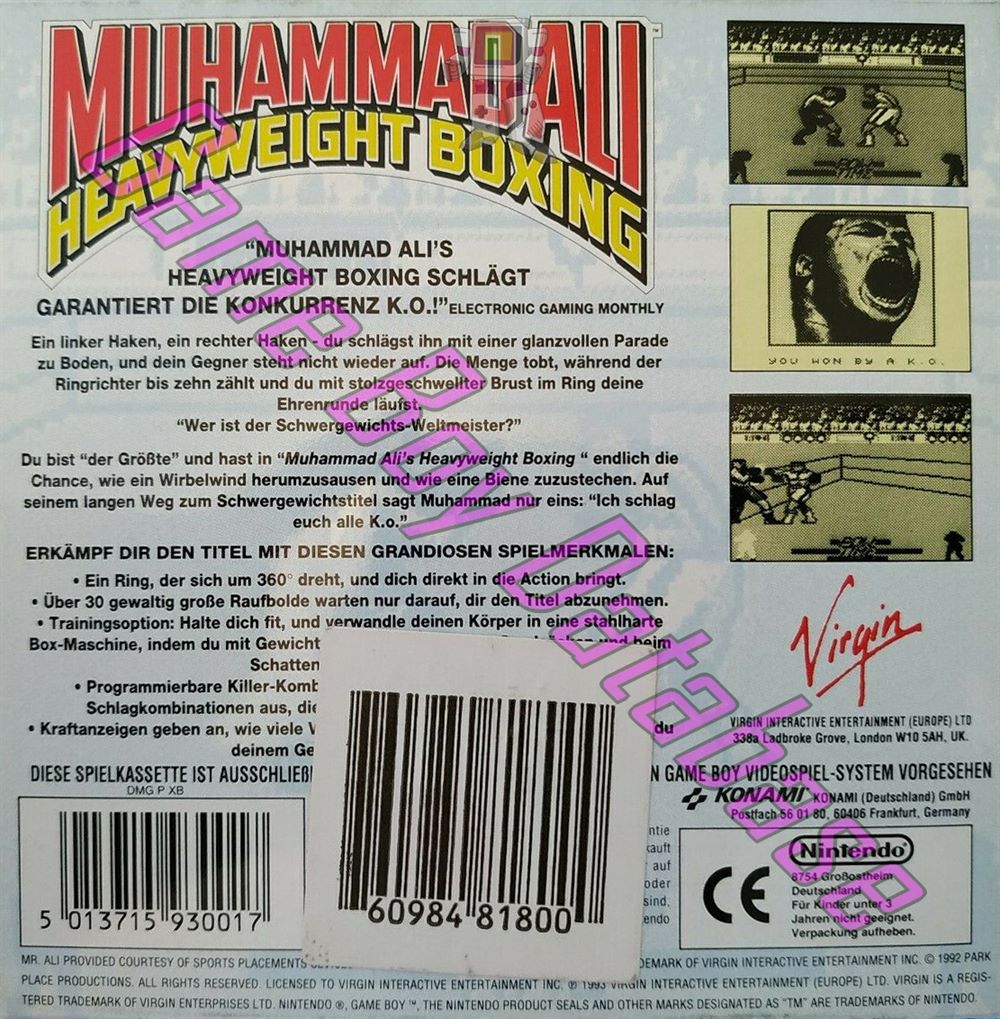 MUHAMMAD ALI
HEAVYWEIGHT BOXING
™
“MUHAMMAD ALI’S
HEAVYWEIGHT BOXING SCHLÄGT
GARANTIERT DIE KONKURRENZ K.O.!” ELECTRONIC GAMING MONTHLY
Ein linker Haken, ein rechter Haken - du schlägst ihn mit einer glanzvollen Parade
zu Boden, und dein Gegner steht nicht wieder auf. Die Menge tobt, während der
Ringrichter bis zehn zählt und du mit stolzgeschwellter Brust im Ring deine
Ehrenrunde läufst.
“Wer ist der Schwergewichts-Weltmeister?”
Du bist “der Größte” und hast in “Muhammad Ali’s Heavyweight Boxing “ endlich die
Chance, wie ein Wirbelwind herumzusausen und wie eine Biene zuzustechen. Auf
seinem langen Weg zum Schwergewichtstitel sagt Muhammad nur eins: “Ich schlag
euch alle K.o.”
ERKÄMPF DIR DEN TITEL MIT DIESEN GRANDIOSEN SPIELMERKMALEN:
• Ein Ring, der sich um 360° dreht, und dich direkt in die Action bringt.
• Über 30 gewaltig große Raufbolde warten nur darauf, dir den Titel abzunehmen.
• Trainingsoption: Halte dich fit, und verwandle deinen Körper in eine stahlharte
Box-Maschine, indem du mit Gewicht und beim
Schatten
• Programmierbare Killer-Komb
Schlagkombinationen aus, die
• Kraftanzeigen geben an, wie viele du
deinem Ge
DIESE SPIELKASSETTE IST AUSSCHLIEß N GAME BOY VIDEOSPIEL-SYSTEM VORGESEHEN
DMG P XB
YOU WON BY A K.O.
Virgin
VIRGIN INTERACTIVE ENTERTAINMENT (EUROPE) LTD
338a Ladbroke Grove, London W10 5AH, UK.
KONAMI KONAMI (Deutschland) GmbH
Postfach 56 01 80, 60406 Frankfurt, Germany
5 013715 930017
60984 81800
ntie
kauft
auf
oder
sind,
endo
CE
Nintendo®
8754 Großostheim
Deutschland
Für Kinder unter 3
Jahren nicht geeignet.
Verpackung aufheben.
MR. ALI PROVIDED COURTESY OF SPORTS PLACEMENTS DEMARK OF VIRGIN INTERACTIVE ENTERTAINMENT INC. © 1992 PARK
PLACE PRODUCTIONS. ALL RIGHTS RESERVED. LICENSED TO VIRGIN INTERACTIVE ENTERTAINMENT INC. ℗ 1993 VIRGIN INTERACTIVE ENTERTAINMENT (EUROPE) LTD. VIRGIN IS A REGIS-
TERED TRADEMARK OF VIRGIN ENTERPRISES LTD. NINTENDO ®, GAME BOY ™, THE NINTENDO PRODUCT SEALS AND OTHER MARKS DESIGNATED AS “TM” ARE TRADEMARKS OF NINTENDO.
Game Boy Database